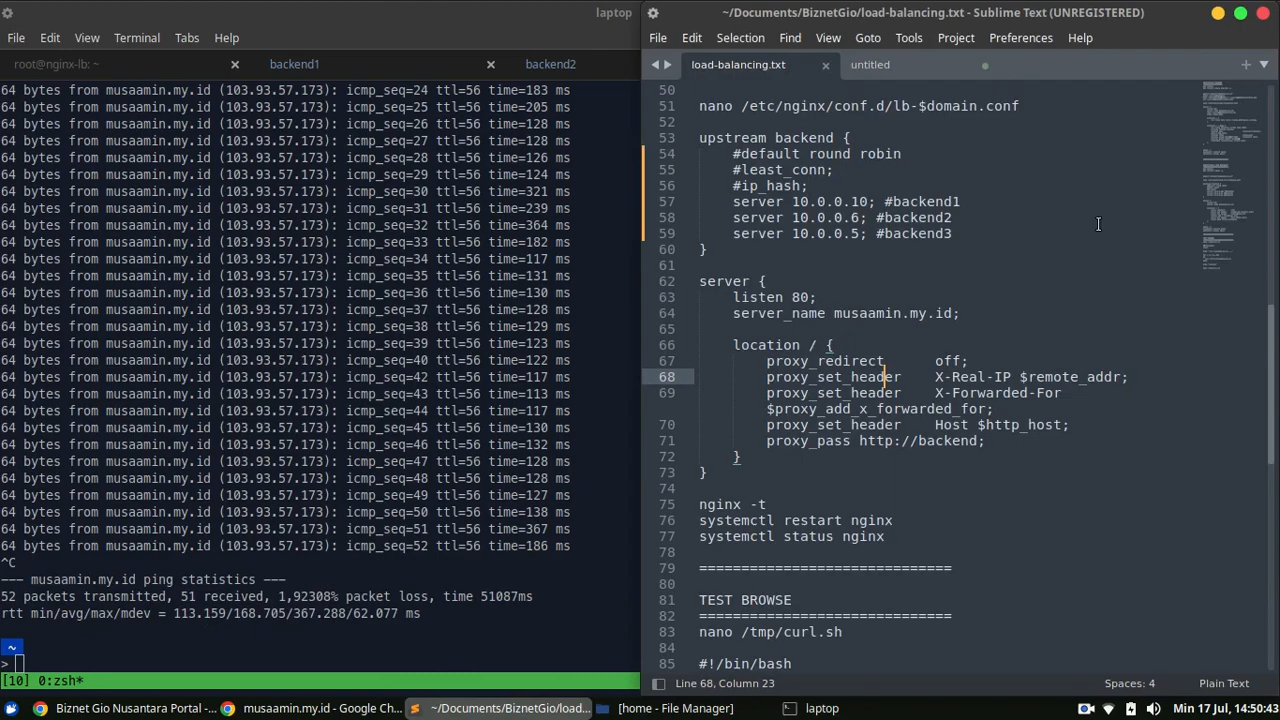 laptop
File Edit View Terminal Tabs Help
root@nginx-lb: ~ backend1 backend2
64 bytes from musaamin.my.id (103.93.57.173): icmp_seq=24 ttl=56 time=183 ms
64 bytes from musaamin.my.id (103.93.57.173): icmp_seq=25 ttl=56 time=213 ms
64 bytes from musaamin.my.id (103.93.57.173): icmp_seq=26 ttl=56 time=128 ms
64 bytes from musaamin.my.id (103.93.57.173): icmp_seq=27 ttl=56 time=177 ms
64 bytes from musaamin.my.id (103.93.57.173): icmp_seq=28 ttl=56 time=126 ms
64 bytes from musaamin.my.id (103.93.57.173): icmp_seq=29 ttl=56 time=224 ms
64 bytes from musaamin.my.id (103.93.57.173): icmp_seq=30 ttl=56 time=321 ms
64 bytes from musaamin.my.id (103.93.57.173): icmp_seq=31 ttl=56 time=239 ms
64 bytes from musaamin.my.id (103.93.57.173): icmp_seq=32 ttl=56 time=364 ms
64 bytes from musaamin.my.id (103.93.57.173): icmp_seq=33 ttl=56 time=184 ms
64 bytes from musaamin.my.id (103.93.57.173): icmp_seq=34 ttl=56 time=117 ms
64 bytes from musaamin.my.id (103.93.57.173): icmp_seq=35 ttl=56 time=131 ms
64 bytes from musaamin.my.id (103.93.57.173): icmp_seq=36 ttl=56 time=130 ms
64 bytes from musaamin.my.id (103.93.57.173): icmp_seq=37 ttl=56 time=128 ms
64 bytes from musaamin.my.id (103.93.57.173): icmp_seq=38 ttl=56 time=129 ms
64 bytes from musaamin.my.id (103.93.57.173): icmp_seq=39 ttl=56 time=123 ms
64 bytes from musaamin.my.id (103.93.57.173): icmp_seq=40 ttl=56 time=122 ms
64 bytes from musaamin.my.id (103.93.57.173): icmp_seq=42 ttl=56 time=117 ms
64 bytes from musaamin.my.id (103.93.57.173): icmp_seq=43 ttl=56 time=113 ms
64 bytes from musaamin.my.id (103.93.57.173): icmp_seq=44 ttl=56 time=115 ms
64 bytes from musaamin.my.id (103.93.57.173): icmp_seq=45 ttl=56 time=130 ms
64 bytes from musaamin.my.id (103.93.57.173): icmp_seq=46 ttl=56 time=132 ms
64 bytes from musaamin.my.id (103.93.57.173): icmp_seq=47 ttl=56 time=128 ms
64 bytes from musaamin.my.id (103.93.57.173): icmp_seq=48 ttl=56 time=129 ms
64 bytes from musaamin.my.id (103.93.57.173): icmp_seq=49 ttl=56 time=127 ms
64 bytes from musaamin.my.id (103.93.57.173): icmp_seq=50 ttl=56 time=138 ms
64 bytes from musaamin.my.id (103.93.57.173): icmp_seq=51 ttl=56 time=367 ms
64 bytes from musaamin.my.id (103.93.57.173): icmp_seq=52 ttl=56 time=186 ms
^C
--- musaamin.my.id ping statistics ---
52 packets transmitted, 51 received, 1,92308% packet loss, time 51087ms
rtt min/avg/max/mdev = 113.159/168.705/367.288/62.077 ms
~
>
[10] 0:zsh*
~/Documents/BiznetGio/load-balancing.txt - Sublime Text (UNREGISTERED)
File Edit Selection Find View Goto Tools Project Preferences Help
load-balancing.txt untitled
50
51 nano /etc/nginx/conf.d/lb-$domain.conf
52
53 upstream backend {
54 #default round robin
55 #least_conn;
56 #ip_hash;
57 server 10.0.0.10; #backend1
58 server 10.0.0.6; #backend2
59 server 10.0.0.5; #backend3
60 }
61
62 server {
63 listen 80;
64 server_name musaamin.my.id;
65
66 location / {
67 proxy_redirect off;
68 proxy_set_header X-Real-IP $remote_addr;
69 proxy_set_header X-Forwarded-For
$proxy_add_x_forwarded_for;
70 proxy_set_header Host $http_host;
71 proxy_pass http://backend;
72 }
73 }
74
75 nginx -t
76 systemctl restart nginx
77 systemctl status nginx
78
79 ==============================
80
81 TEST BROWSE
82 ==============================
83 nano /tmp/curl.sh
84
85 #!/bin/bash
Line 68, Column 23 Spaces: 4 Plain Text
Biznet Gio Nusantara Portal -... musaamin.my.id - Google Ch... ~/Documents/BiznetGio/load... [home - File Manager] laptop Min 17 Jul, 14:50:43